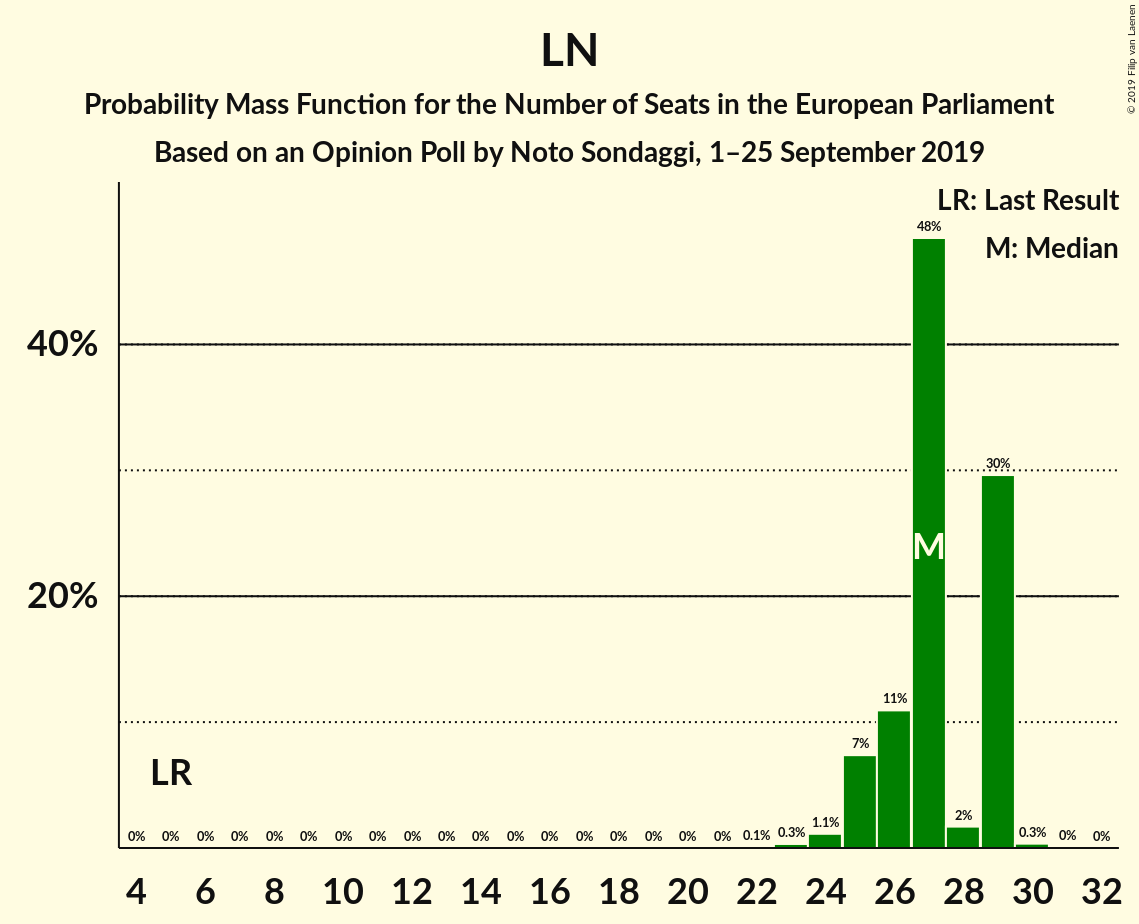 LN
Probability Mass Function for the Number of Seats in the European Parliament
Based on an Opinion Poll by Noto Sondaggi, 1–25 September 2019
© 2019 Filip van Laenen
LR: Last Result
M: Median
48%
40%
30%
M
20%
11%
7%
LR
0% 0% 0% 0% 0% 0% 0% 0% 0% 0% 0% 0% 0% 0% 0% 0% 0% 0% 0.1% 0.3% 1.1% 2% 0.3% 0% 0%
4 6 8 10 12 14 16 18 20 22 24 26 28 30 32